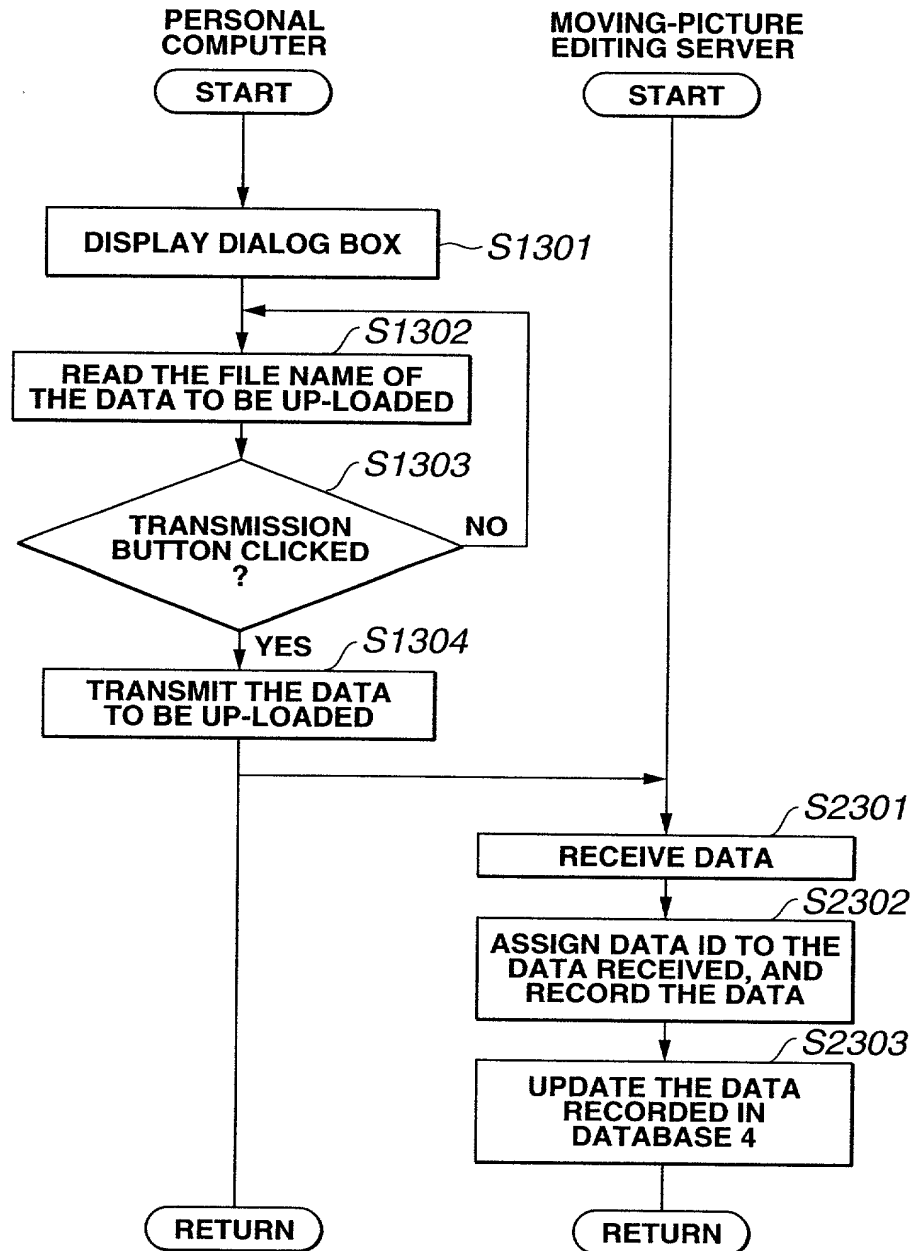 PERSONAL
COMPUTER
START
DISPLAY DIALOG BOX
S1301
S1302
READ THE FILE NAME OF
THE DATA TO BE UP-LOADED
S1303
TRANSMISSION
BUTTON CLICKED
?
NO
YES
S1304
TRANSMIT THE DATA
TO BE UP-LOADED
RETURN
MOVING-PICTURE
EDITING SERVER
START
S2301
RECEIVE DATA
S2302
ASSIGN DATA ID TO THE
DATA RECEIVED, AND
RECORD THE DATA
S2303
UPDATE THE DATA
RECORDED IN
DATABASE 4
RETURN